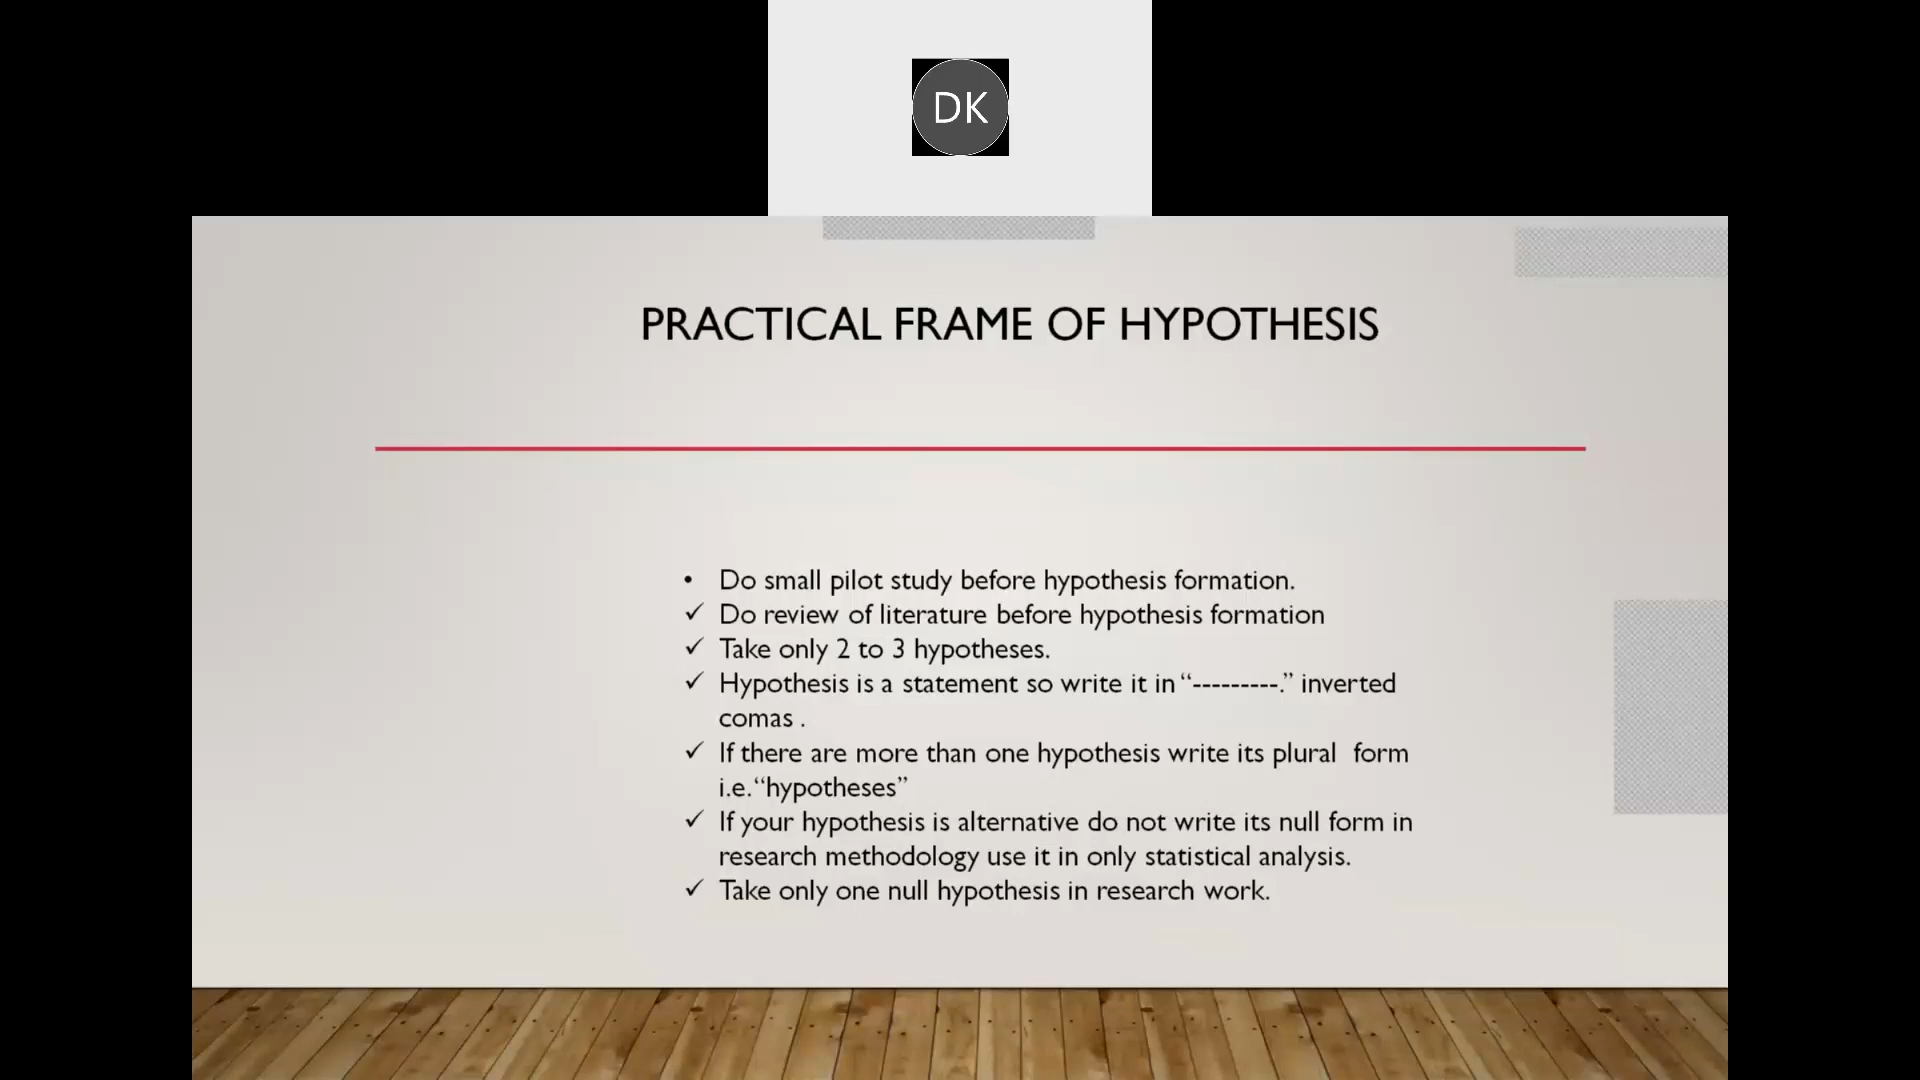 DK
PRACTICAL FRAME OF HYPOTHESIS
• Do small pilot study before hypothesis formation.
✓ Do review of literature before hypothesis formation
✓ Take only 2 to 3 hypotheses.
✓ Hypothesis is a statement so write it in “---------.” inverted
comas .
✓ If there are more than one hypothesis write its plural  form
i.e.“hypotheses”
✓ If your hypothesis is alternative do not write its null form in
research methodology use it in only statistical analysis.
✓ Take only one null hypothesis in research work.